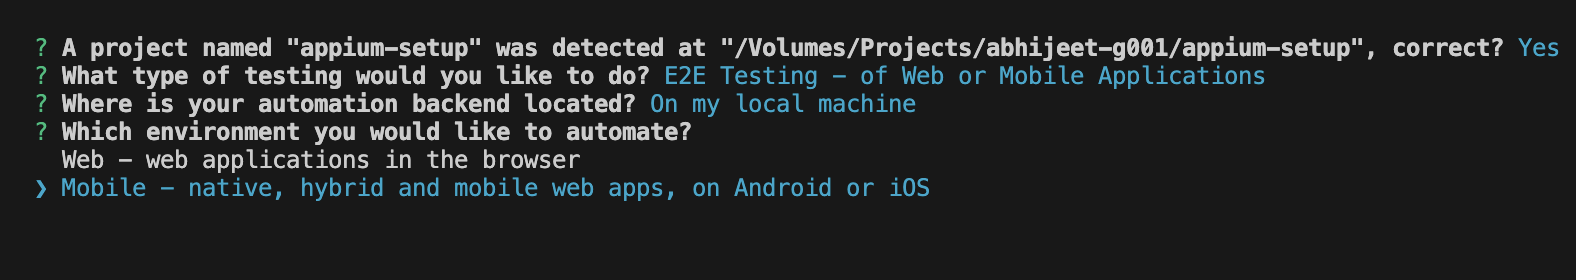 ? A project named "appium-setup" was detected at "/Volumes/Projects/abhijeet-g001/appium-setup", correct? Yes
? What type of testing would you like to do? E2E Testing - of Web or Mobile Applications
? Where is your automation backend located? On my local machine
? Which environment you would like to automate?
  Web - web applications in the browser
❯ Mobile - native, hybrid and mobile web apps, on Android or iOS